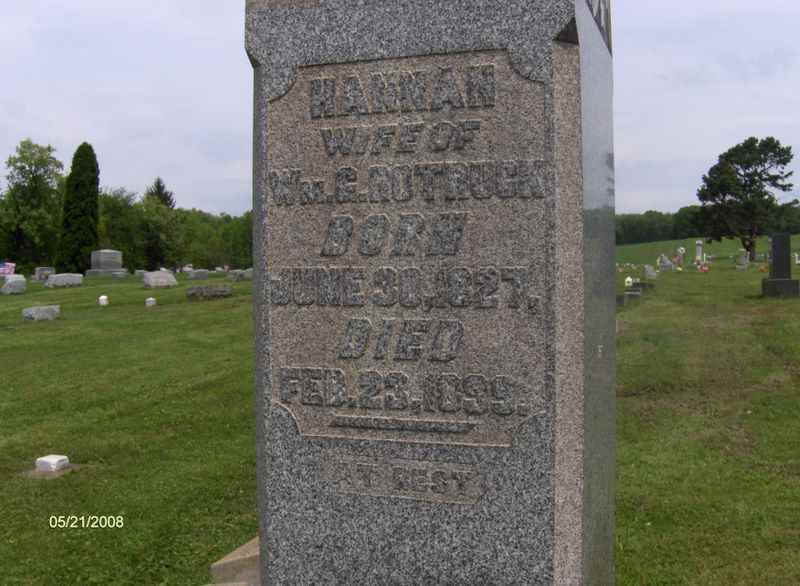 HANNAH
WIFE OF
Wm. C. ROTRUCK
BORN
JUNE 30, 1827,
DIED
FEB. 23, 1899.
AT REST
05/21/2008